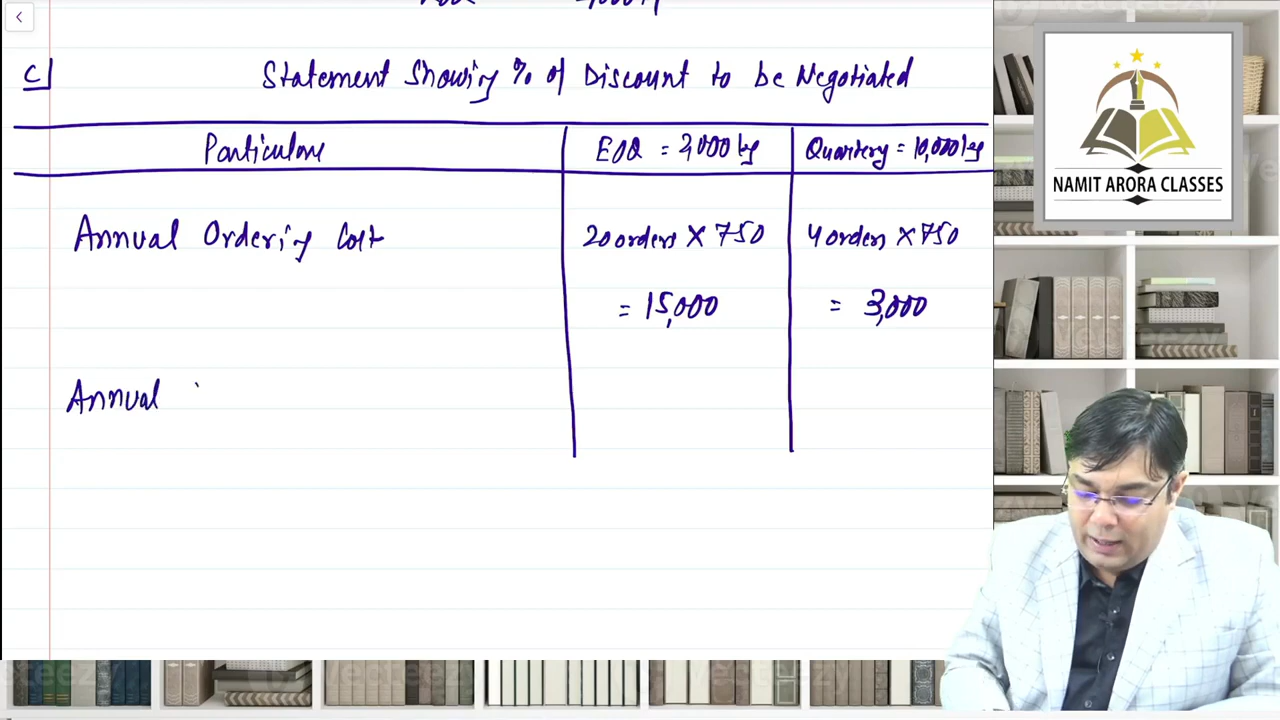 C] Statement Showing % of Discount to be Negotiated
Particulars EOQ = 2,000 kg Quarterly = 10,000 kg
Annual Ordering Cost 20 orders × 750 4 orders × 750
= 15,000 = 3,000
Annual
NAMIT ARORA CLASSES